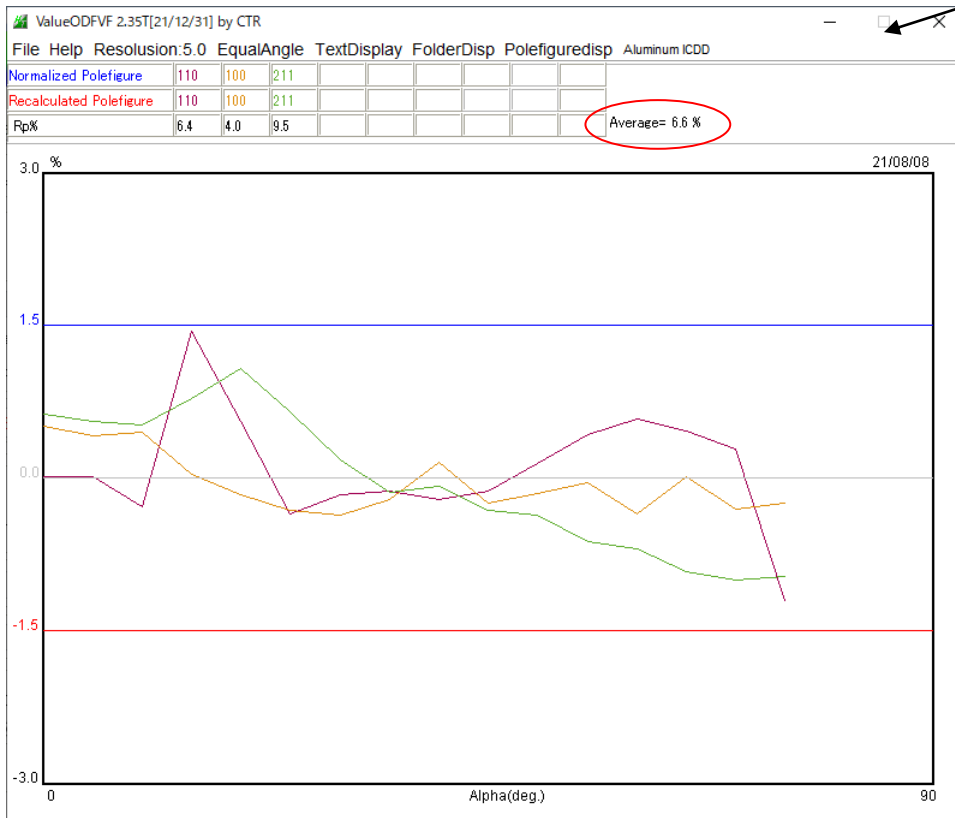 ValueODFVF 2.35T[21/12/31] by CTR
File Help Resolusion:5.0 EqualAngle TextDisplay FolderDisp Polefiguredisp Aluminum ICDD
Normalized Polefigure 110 100 211
Recalculated Polefigure 110 100 211
Rp% 6.4 4.0 9.5 Average= 6.6 %
3.0 % 21/08/08
1.5
0.0
-1.5
-3.0
0 Alpha(deg.) 90